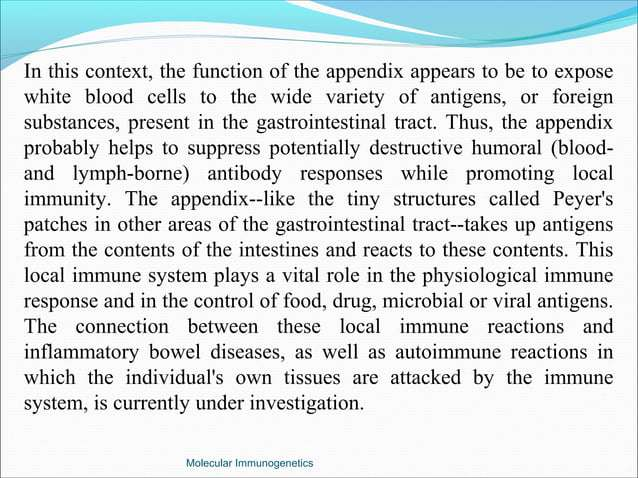 In this context, the function of the appendix appears to be to expose
white blood cells to the wide variety of antigens, or foreign
substances, present in the gastrointestinal tract. Thus, the appendix
probably helps to suppress potentially destructive humoral (blood-
and lymph-borne) antibody responses while promoting local
immunity. The appendix--like the tiny structures called Peyer's
patches in other areas of the gastrointestinal tract--takes up antigens
from the contents of the intestines and reacts to these contents. This
local immune system plays a vital role in the physiological immune
response and in the control of food, drug, microbial or viral antigens.
The connection between these local immune reactions and
inflammatory bowel diseases, as well as autoimmune reactions in
which the individual's own tissues are attacked by the immune
system, is currently under investigation.
Molecular Immunogenetics